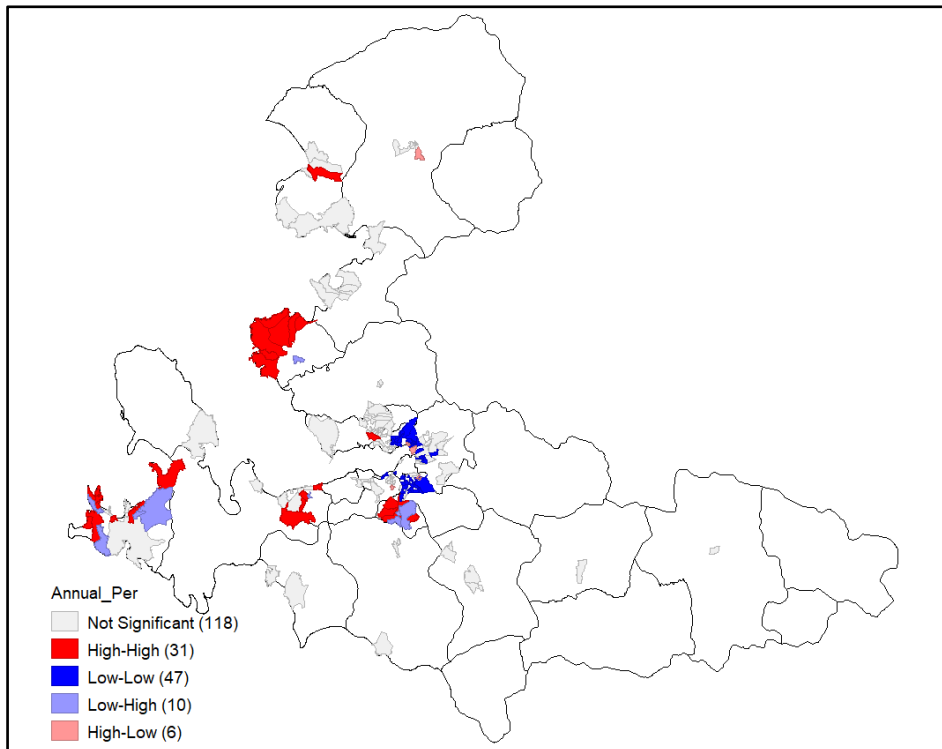 Annual_Per
Not Significant (118)
High-High (31)
Low-Low (47)
Low-High (10)
High-Low (6)